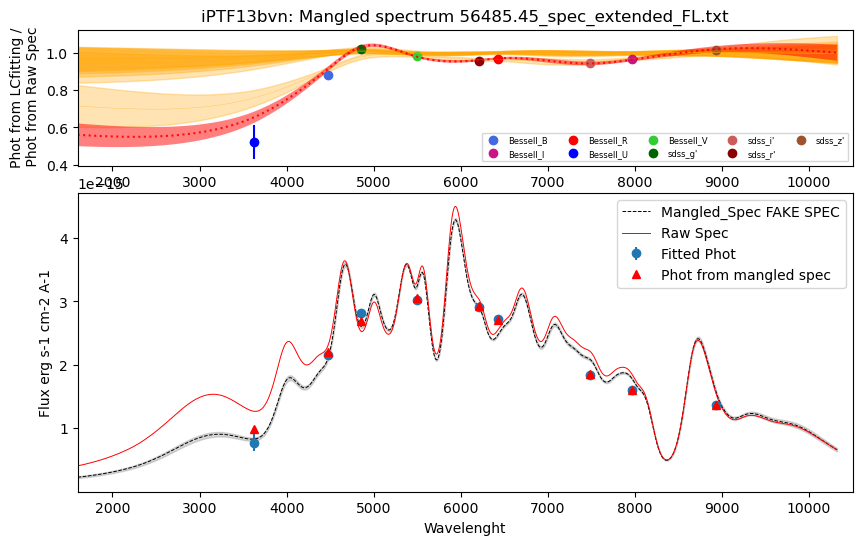 iPTF13bvn: Mangled spectrum 56485.45_spec_extended_FL.txt
Phot from LCfitting /
Phot from Raw Spec
1.0
0.8
0.6
0.4
Bessell_B
Bessell_I
Bessell_R
Bessell_U
Bessell_V
sdss_g'
sdss_i'
sdss_r'
sdss_z'
2000 3000 4000 5000 6000 7000 8000 9000 10000
1e−15
Flux erg s-1 cm-2 A-1
4
3
2
1
Mangled_Spec FAKE SPEC
Raw Spec
Fitted Phot
Phot from mangled spec
2000 3000 4000 5000 6000 7000 8000 9000 10000
Wavelenght